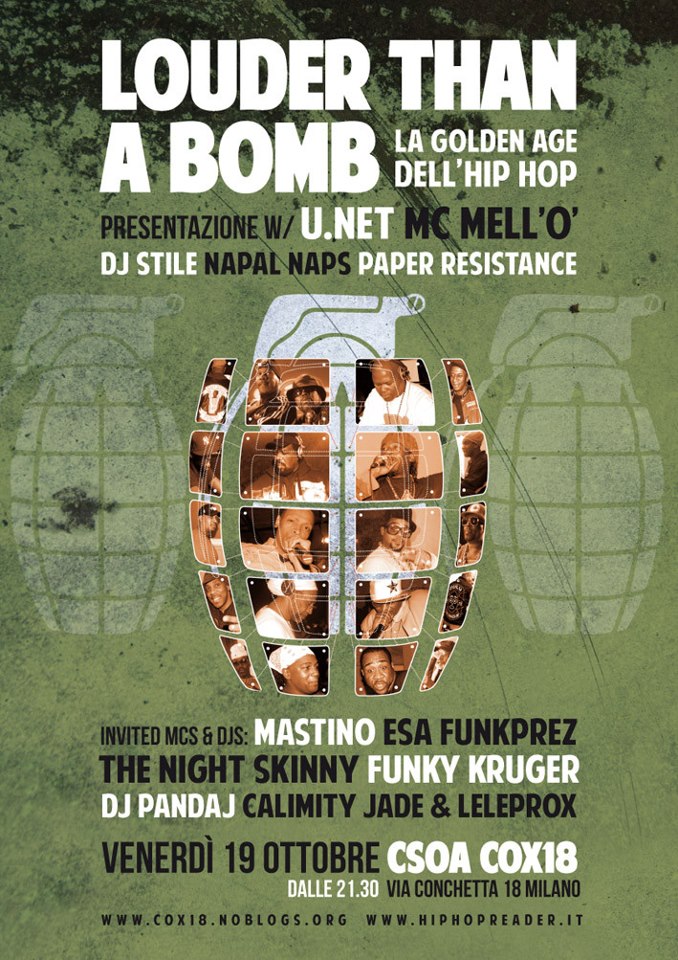 LOUDER THAN
A BOMB LA GOLDEN AGE
DELL'HIP HOP
PRESENTAZIONE W/ U.NET MC MELL'O'
DJ STILE NAPAL NAPS PAPER RESISTANCE
INVITED MCS & DJS: MASTINO ESA FUNKPREZ
THE NIGHT SKINNY FUNKY KRUGER
DJ PANDAJ CALIMITY JADE & LELEPROX
VENERDÌ 19 OTTOBRE CSOA COX18
DALLE 21.30 VIA CONCHETTA 18 MILANO
WWW.COX18.NOBLOGS.ORG WWW.HIPHOPREADER.IT